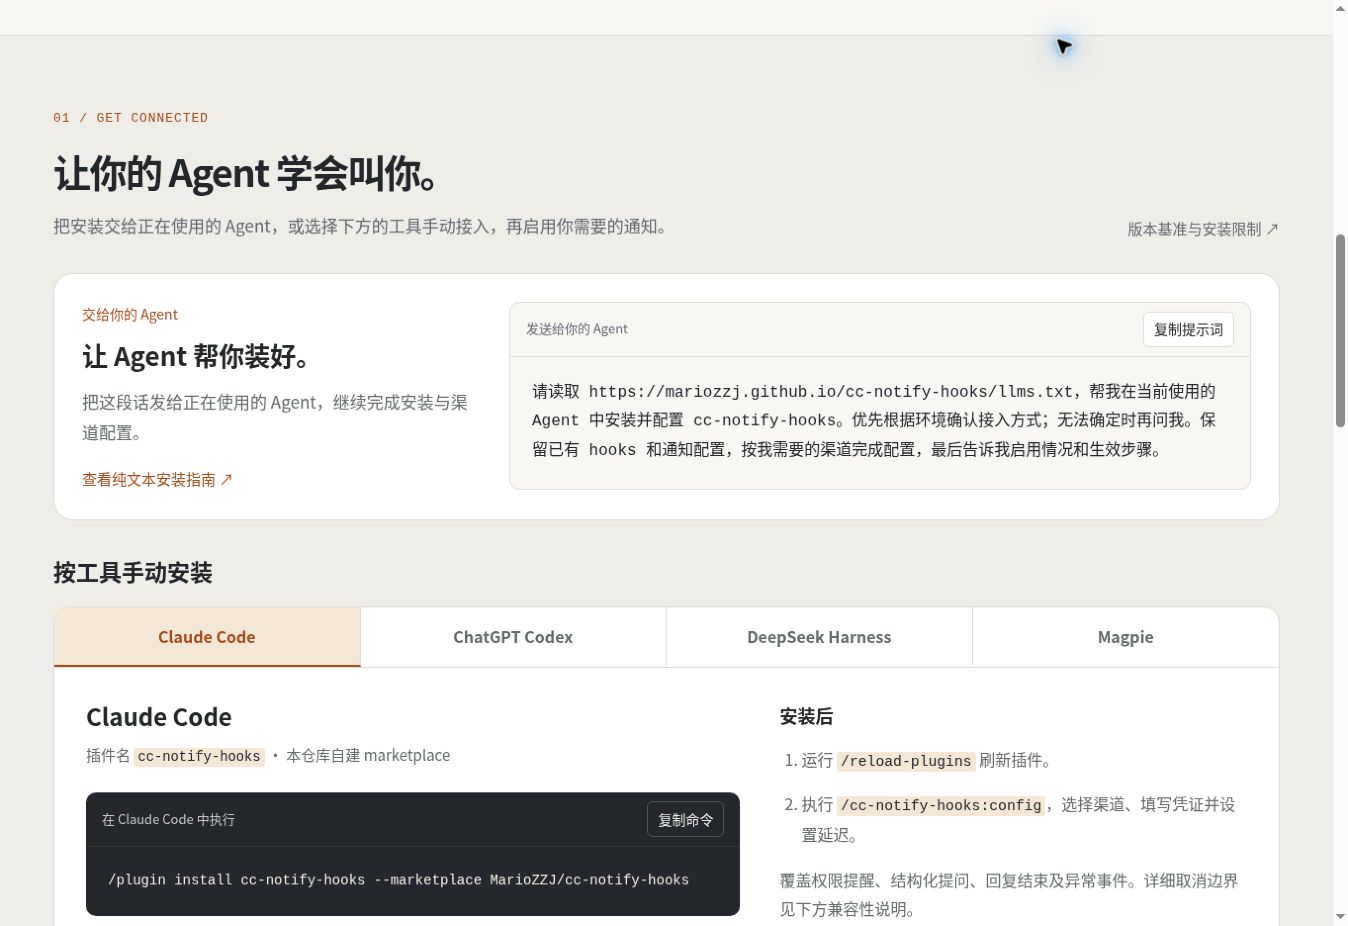 01 / GET CONNECTED
让你的 Agent 学会叫你。
把安装交给正在使用的 Agent，或选择下方的工具手动接入，再启用你需要的通知。
版本基准与安装限制 ↗
交给你的 Agent
让 Agent 帮你装好。
把这段话发给正在使用的 Agent，继续完成安装与渠
道配置。
查看纯文本安装指南 ↗
发送给你的 Agent
复制提示词
请读取 https://mariozzj.github.io/cc-notify-hooks/llms.txt，帮我在当前使用的
Agent 中安装并配置 cc-notify-hooks。优先根据环境确认接入方式；无法确定时再问我。保
留已有 hooks 和通知配置，按我需要的渠道完成配置，最后告诉我启用情况和生效步骤。
按工具手动安装
Claude Code
ChatGPT Codex
DeepSeek Harness
Magpie
Claude Code
插件名 cc-notify-hooks · 本仓库自建 marketplace
在 Claude Code 中执行
复制命令
/plugin install cc-notify-hooks --marketplace MarioZZJ/cc-notify-hooks
安装后
1. 运行 /reload-plugins 刷新插件。
2. 执行 /cc-notify-hooks:config，选择渠道、填写凭证并设
置延迟。
覆盖权限提醒、结构化提问、回复结束及异常事件。详细取消边界
见下方兼容性说明。